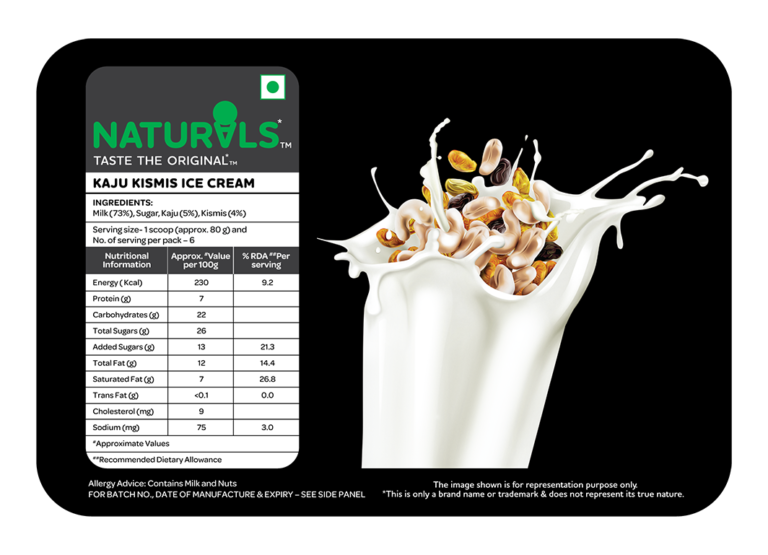 NATURALS*™
TASTE THE ORIGINAL*™
KAJU KISMIS ICE CREAM
INGREDIENTS:
Milk (73%), Sugar, Kaju (5%), Kismis (4%)
Serving size- 1 scoop (approx. 80 g) and
No. of serving per pack – 6
Nutritional Information Approx. #Value per 100g % RDA ##Per serving
Energy ( Kcal) 230 9.2
Protein (g) 7
Carbohydrates (g) 22
Total Sugars (g) 26
Added Sugars (g) 13 21.3
Total Fat (g) 12 14.4
Saturated Fat (g) 7 26.8
Trans Fat (g) <0.1 0.0
Cholesterol (mg) 9
Sodium (mg) 75 3.0
#Approximate Values
##Recommended Dietary Allowance
Allergy Advice: Contains Milk and Nuts
FOR BATCH NO., DATE OF MANUFACTURE & EXPIRY – SEE SIDE PANEL
The image shown is for representation purpose only.
*This is only a brand name or trademark & does not represent its true nature.